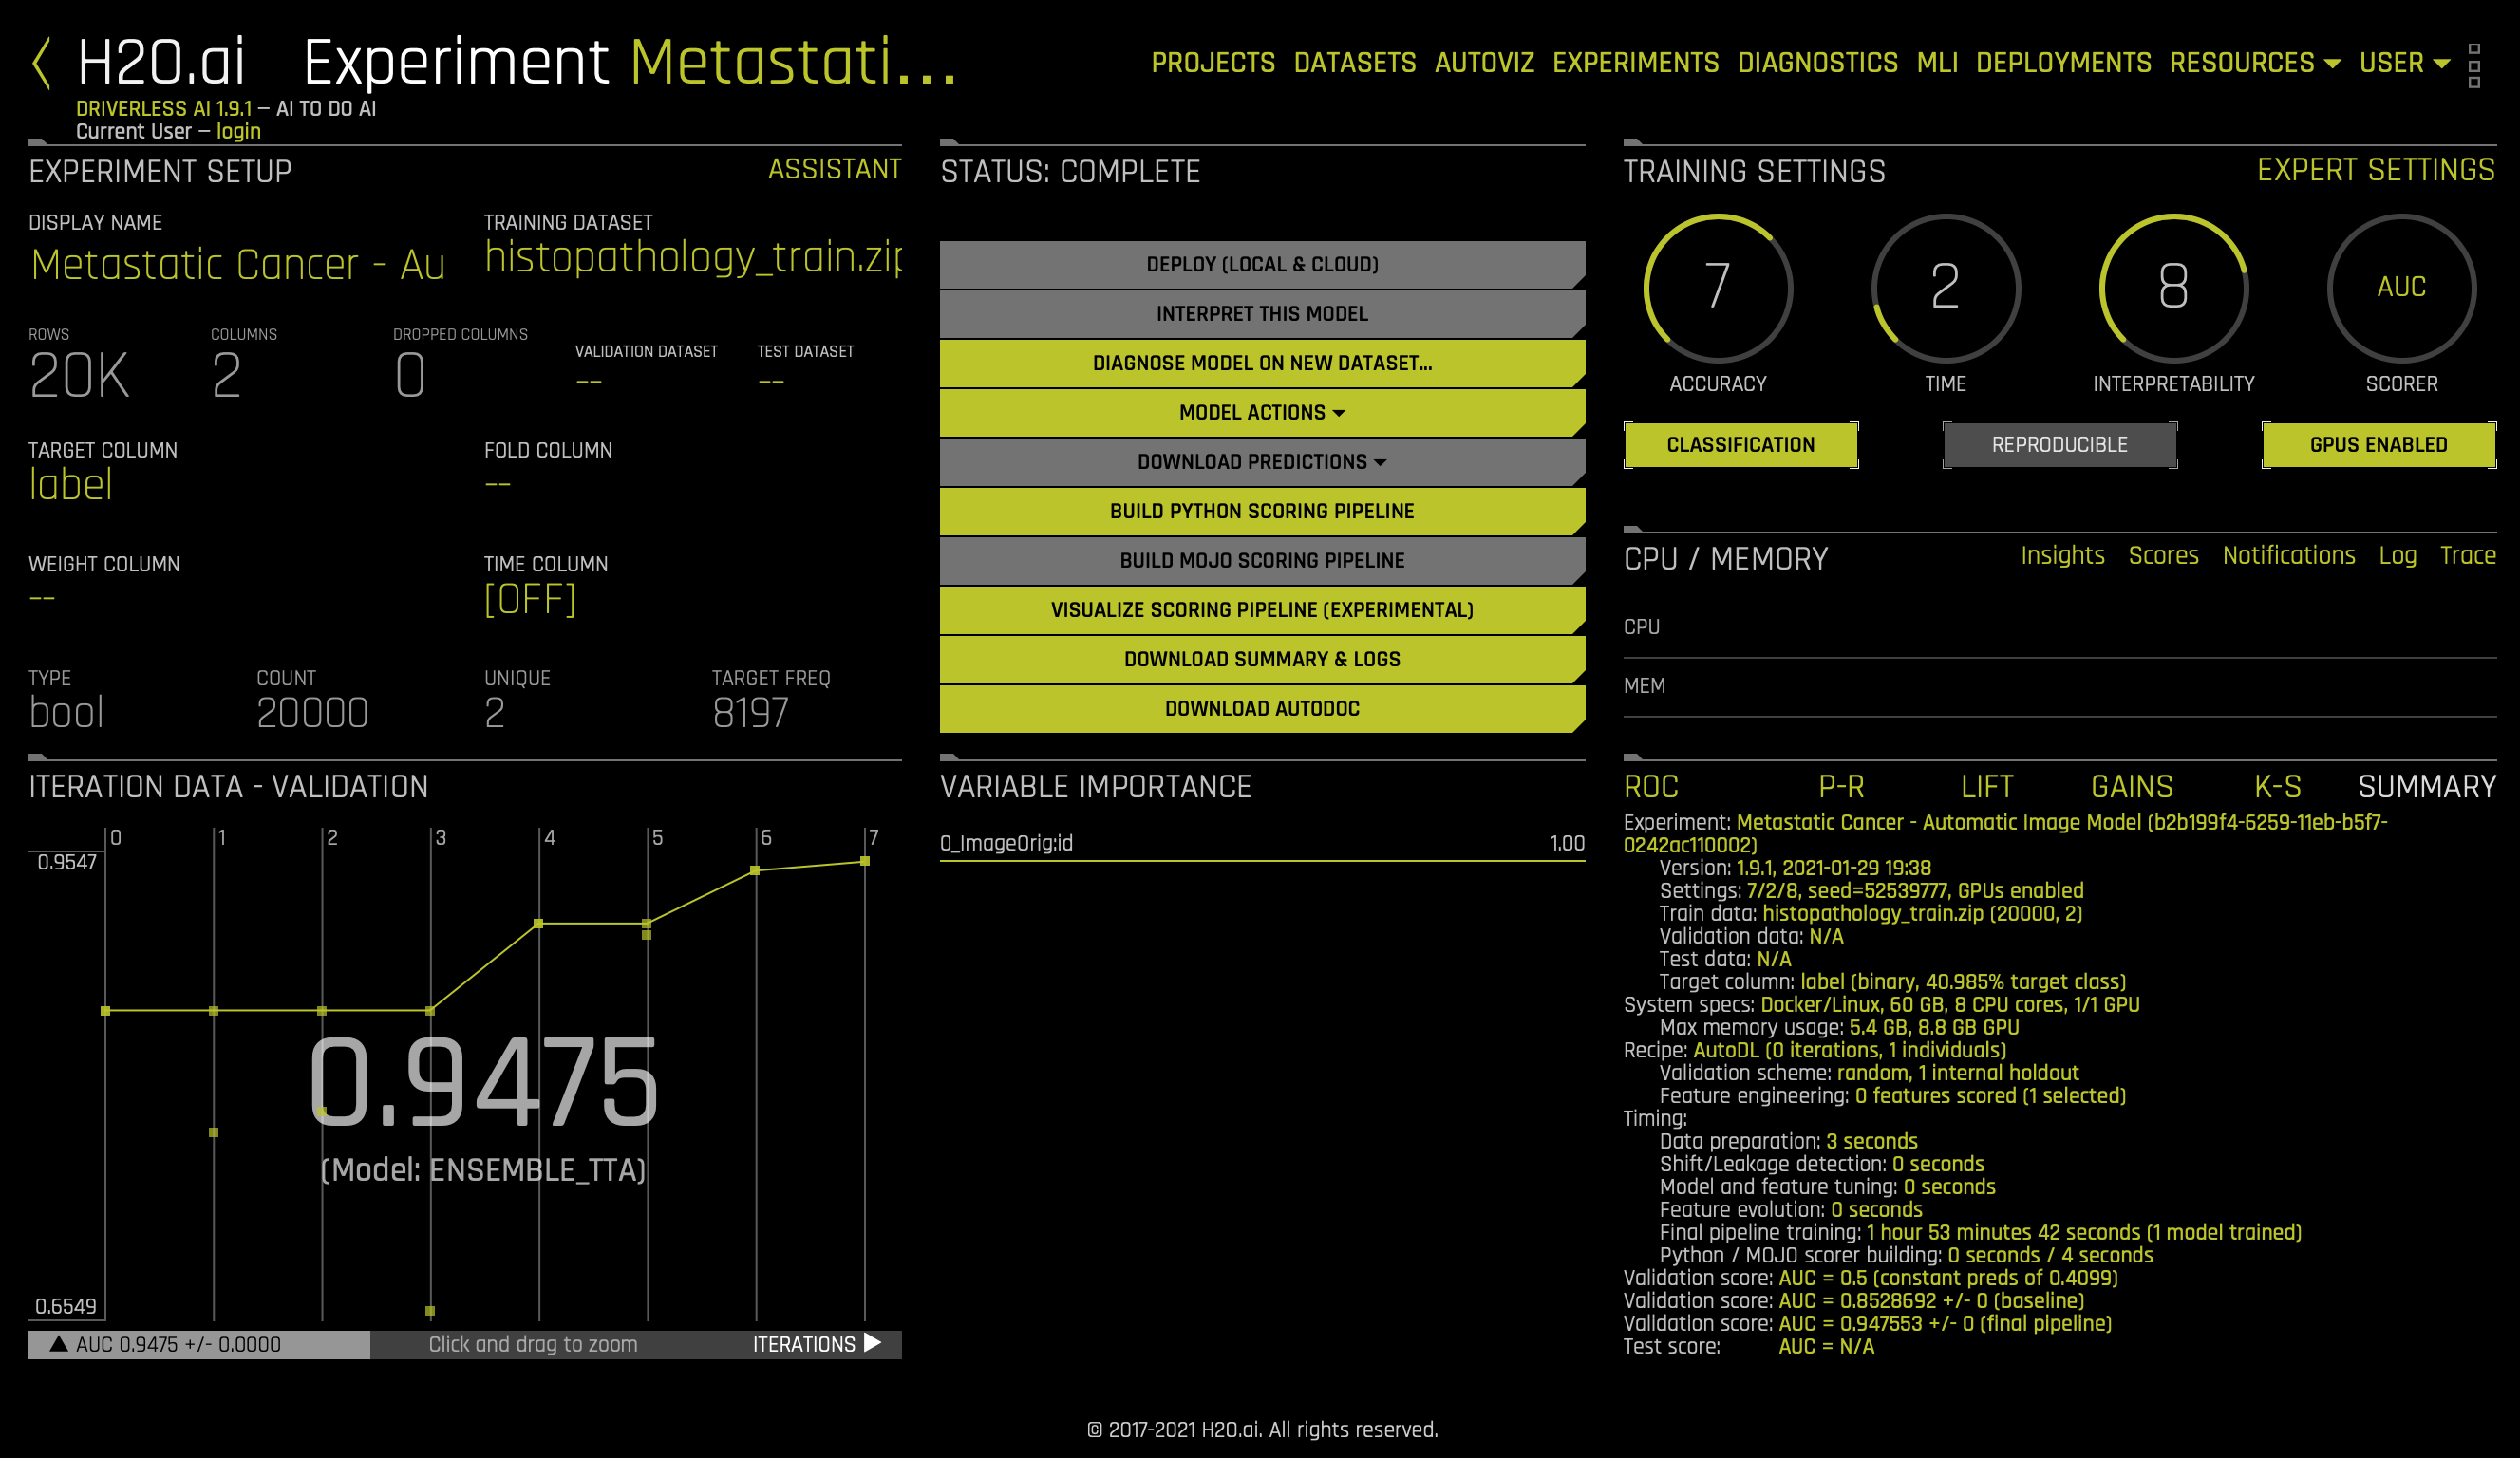 H2O.ai Experiment Metastati...
DRIVERLESS AI 1.9.1 — AI TO DO AI
Current User — login
PROJECTS DATASETS AUTOVIZ EXPERIMENTS DIAGNOSTICS MLI DEPLOYMENTS RESOURCES USER
EXPERIMENT SETUP ASSISTANT
DISPLAY NAME TRAINING DATASET
Metastatic Cancer - Au histopathology_train.zip
ROWS COLUMNS DROPPED COLUMNS VALIDATION DATASET TEST DATASET
20K 2 0 -- --
TARGET COLUMN FOLD COLUMN
label --
WEIGHT COLUMN TIME COLUMN
-- [OFF]
TYPE COUNT UNIQUE TARGET FREQ
bool 20000 2 8197
STATUS: COMPLETE
DEPLOY (LOCAL & CLOUD)
INTERPRET THIS MODEL
DIAGNOSE MODEL ON NEW DATASET...
MODEL ACTIONS
DOWNLOAD PREDICTIONS
BUILD PYTHON SCORING PIPELINE
BUILD MOJO SCORING PIPELINE
VISUALIZE SCORING PIPELINE (EXPERIMENTAL)
DOWNLOAD SUMMARY & LOGS
DOWNLOAD AUTODOC
TRAINING SETTINGS EXPERT SETTINGS
7 2 8 AUC
ACCURACY TIME INTERPRETABILITY SCORER
CLASSIFICATION REPRODUCIBLE GPUS ENABLED
CPU / MEMORY Insights Scores Notifications Log Trace
CPU
MEM
ITERATION DATA - VALIDATION
0 1 2 3 4 5 6 7
0.9547
0.9475
(Model: ENSEMBLE_TTA)
0.6549
AUC 0.9475 +/- 0.0000 Click and drag to zoom ITERATIONS
VARIABLE IMPORTANCE
0_ImageOrig:id 1.00
ROC P-R LIFT GAINS K-S SUMMARY
Experiment: Metastatic Cancer - Automatic Image Model (b2b199f4-6259-11eb-b5f7-
0242ac110002)
Version: 1.9.1, 2021-01-29 19:38
Settings: 7/2/8, seed=52539777, GPUs enabled
Train data: histopathology_train.zip (20000, 2)
Validation data: N/A
Test data: N/A
Target column: label (binary, 40.985% target class)
System specs: Docker/Linux, 60 GB, 8 CPU cores, 1/1 GPU
Max memory usage: 5.4 GB, 8.8 GB GPU
Recipe: AutoDL (0 iterations, 1 individuals)
Validation scheme: random, 1 internal holdout
Feature engineering: 0 features scored (1 selected)
Timing:
Data preparation: 3 seconds
Shift/Leakage detection: 0 seconds
Model and feature tuning: 0 seconds
Feature evolution: 0 seconds
Final pipeline training: 1 hour 53 minutes 42 seconds (1 model trained)
Python / MOJO scorer building: 0 seconds / 4 seconds
Validation score: AUC = 0.5 (constant preds of 0.4099)
Validation score: AUC = 0.8528692 +/- 0 (baseline)
Validation score: AUC = 0.947553 +/- 0 (final pipeline)
Test score: AUC = N/A
© 2017-2021 H2O.ai. All rights reserved.